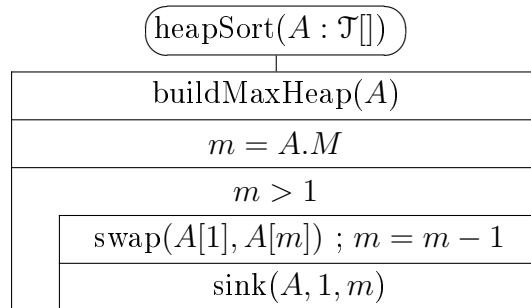 heapSort(A : 𝒯[])
buildMaxHeap(A)
m = A.M
m > 1
swap(A[1], A[m]) ; m = m − 1
sink(A, 1, m)